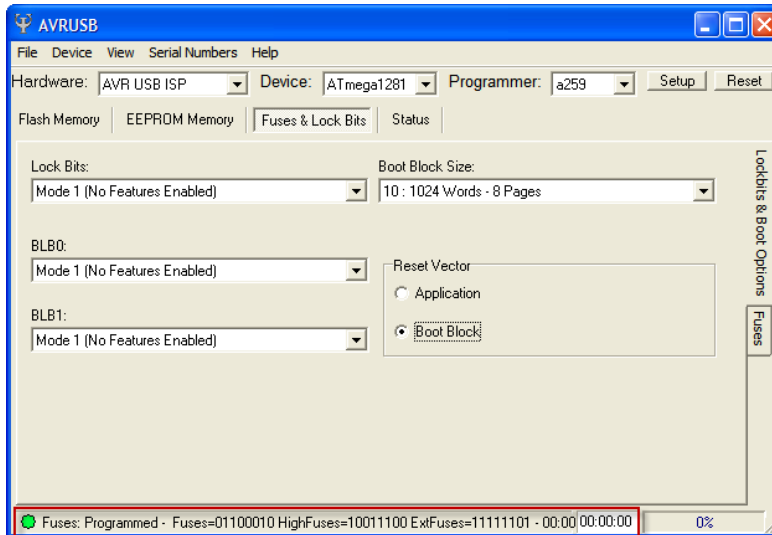 AVRUSB
File Device View Serial Numbers Help
Hardware: AVR USB ISP Device: ATmega1281 Programmer: a259 Setup Reset
Flash Memory EEPROM Memory Fuses & Lock Bits Status
Lock Bits:
Mode 1 (No Features Enabled)
Boot Block Size:
10 : 1024 Words - 8 Pages
BLB0:
Mode 1 (No Features Enabled)
BLB1:
Mode 1 (No Features Enabled)
Reset Vector
Application
Boot Block
Lockbits & Boot Options
Fuses
Fuses: Programmed - Fuses=01100010 HighFuses=10011100 ExtFuses=11111101 - 00:00 00:00:00 0%